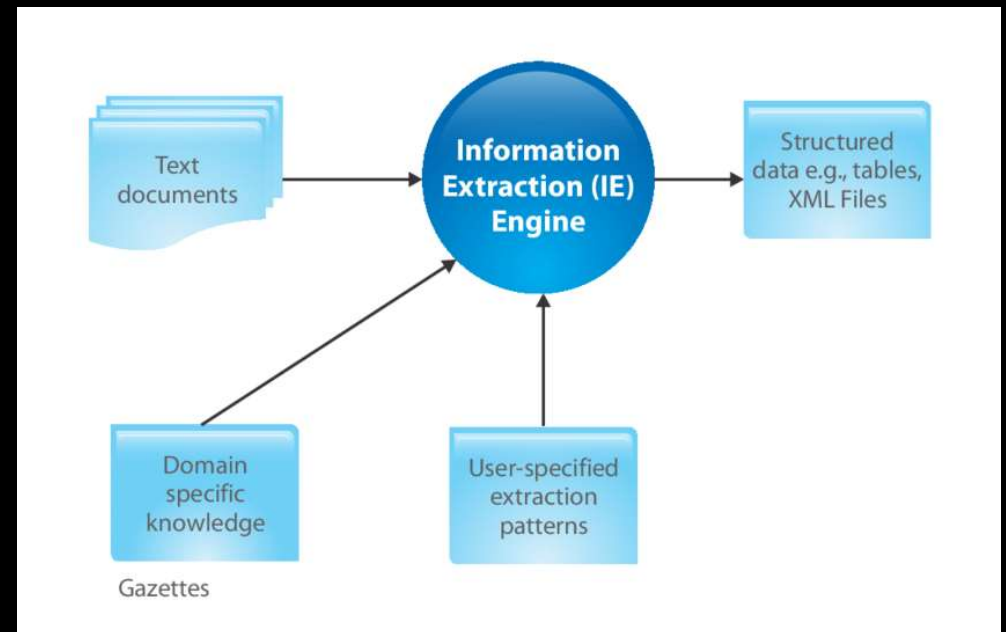 Text
documents
Information
Extraction (IE)
Engine
Structured
data e.g., tables,
XML Files
Domain
specific
knowledge
User-specified
extraction
patterns
Gazettes